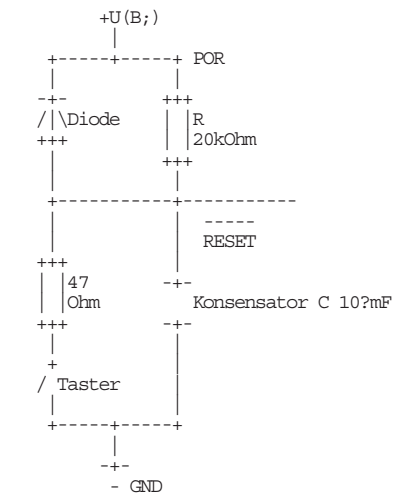 +U(B;)
POR
Diode
R
20kOhm
RESET
47
Ohm
Konsensator C 10?mF
Taster
- GND